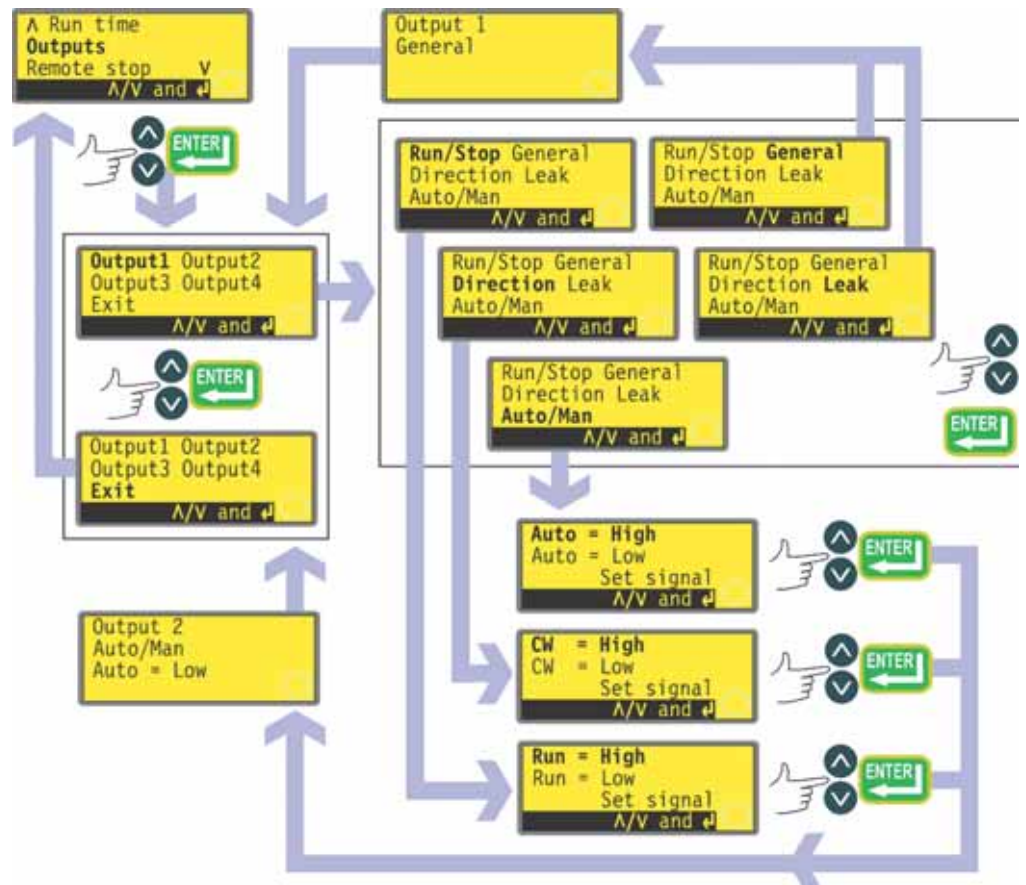 Λ Run time
Outputs
Remote stop V
Λ/V and ↵
Output 1
General
ENTER
Run/Stop General
Direction Leak
Auto/Man
Λ/V and ↵
Run/Stop General
Direction Leak
Auto/Man
Λ/V and ↵
Output1 Output2
Output3 Output4
Exit
Λ/V and ↵
Run/Stop General
Direction Leak
Auto/Man
Λ/V and ↵
Run/Stop General
Direction Leak
Auto/Man
Λ/V and ↵
ENTER
Run/Stop General
Direction Leak
Auto/Man
Λ/V and ↵
ENTER
Output1 Output2
Output3 Output4
Exit
Λ/V and ↵
Auto = High
Auto = Low
Set signal
Λ/V and ↵
ENTER
Output 2
Auto/Man
Auto = Low
CW = High
CW = Low
Set signal
Λ/V and ↵
ENTER
Run = High
Run = Low
Set signal
Λ/V and ↵
ENTER